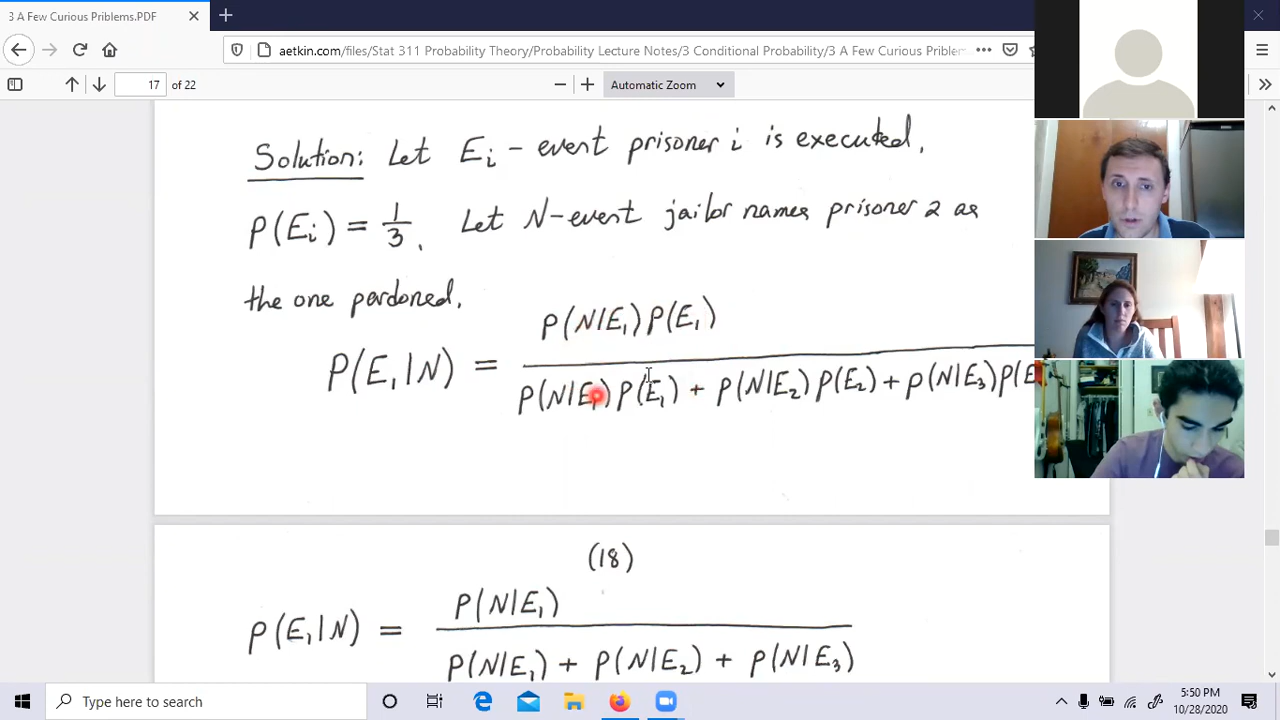 3 A Few Curious Priblems.PDF
aetkin.com/files/Stat 311 Probability Theory/Probability Lecture Notes/3 Conditional Probability/3 A Few Curious Priblem
17 of 22
Automatic Zoom
Solution: Let Ei - event prisoner i is executed.
P(Ei) = 1/3. Let N-event jailor names prisoner 2 as
the one pardoned.
P(N|E1)P(E1)
P(E1|N) =
P(N|E1)P(E1) + P(N|E2)P(E2) + P(N|E3)P(E
(18)
P(N|E1)
P(E1|N) =
P(N|E1) + P(N|E2) + P(N|E3)
Type here to search
5:50 PM
10/28/2020